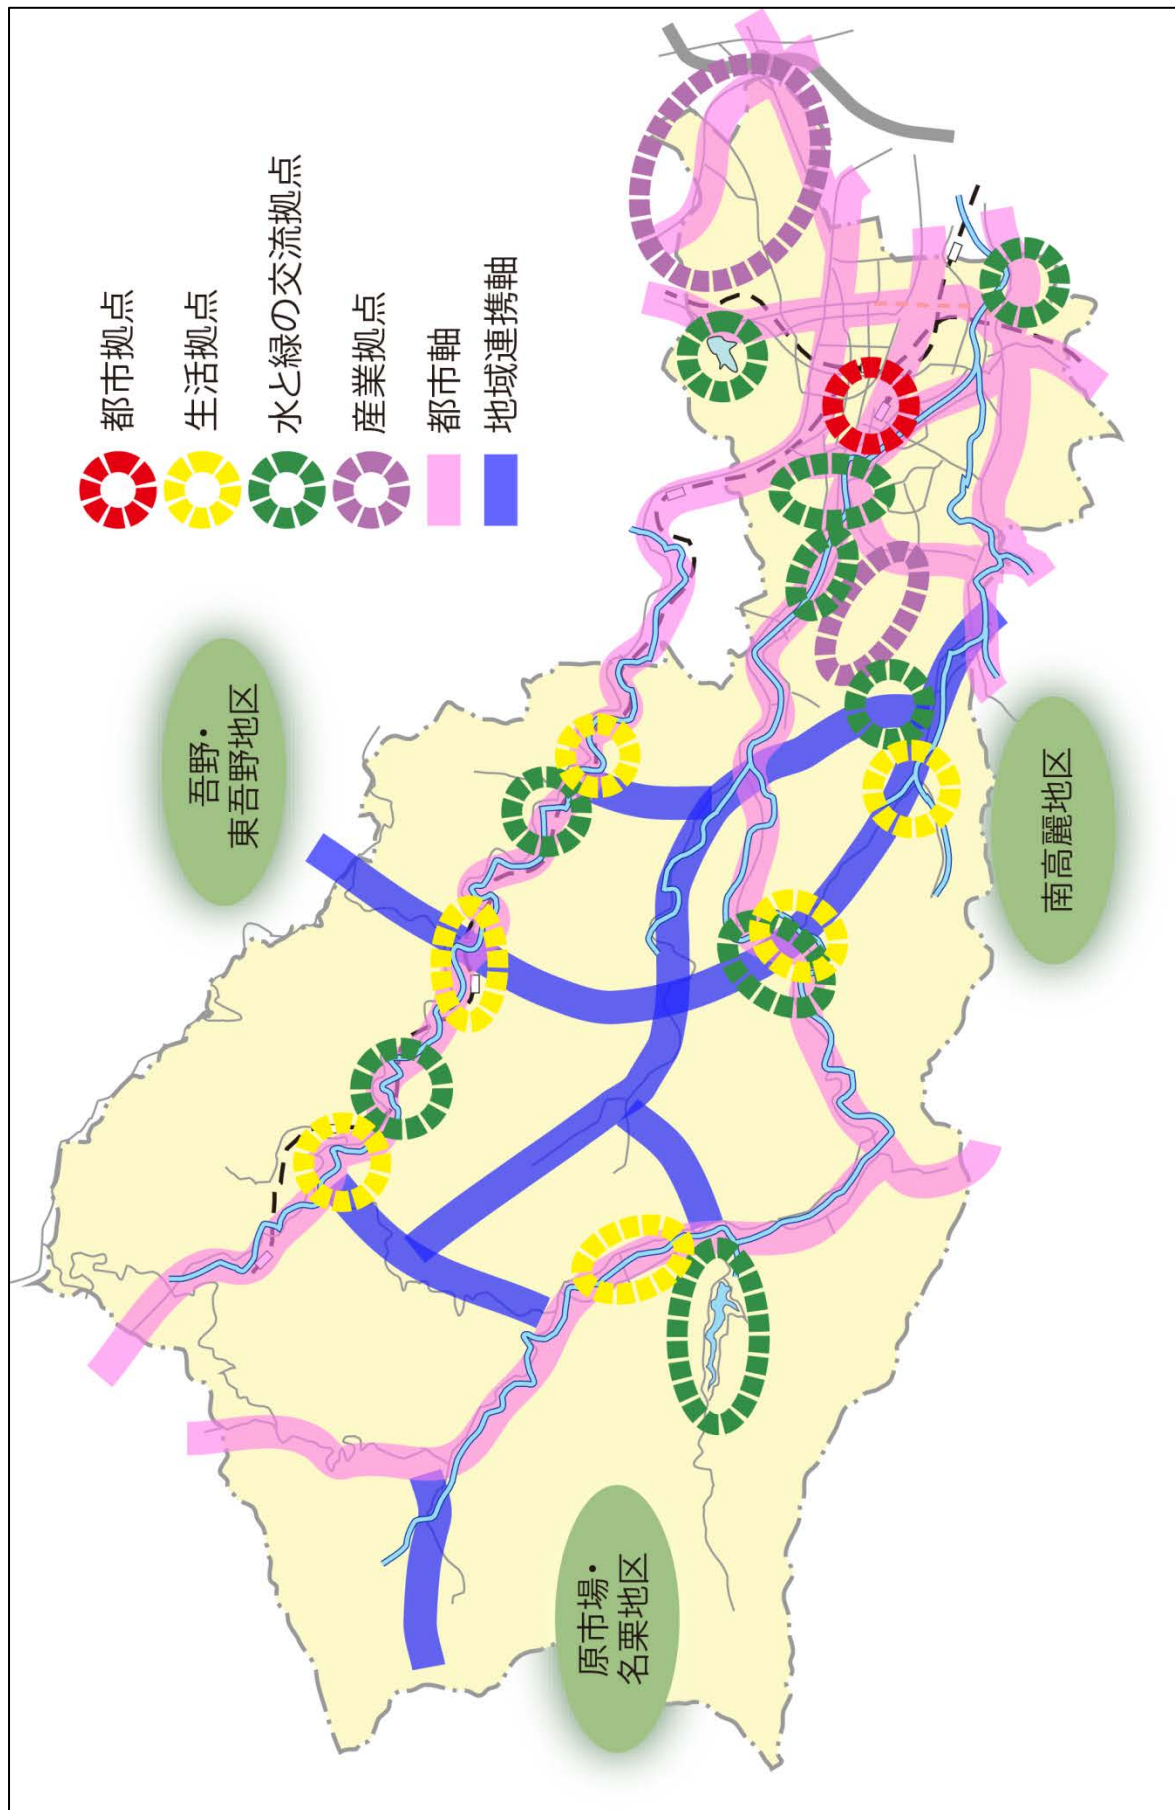 都市拠点
生活拠点
水と緑の交流拠点
産業拠点
都市軸
地域連携軸
吾野・
東吾野地区
原市場・
名栗地区
南高麗地区